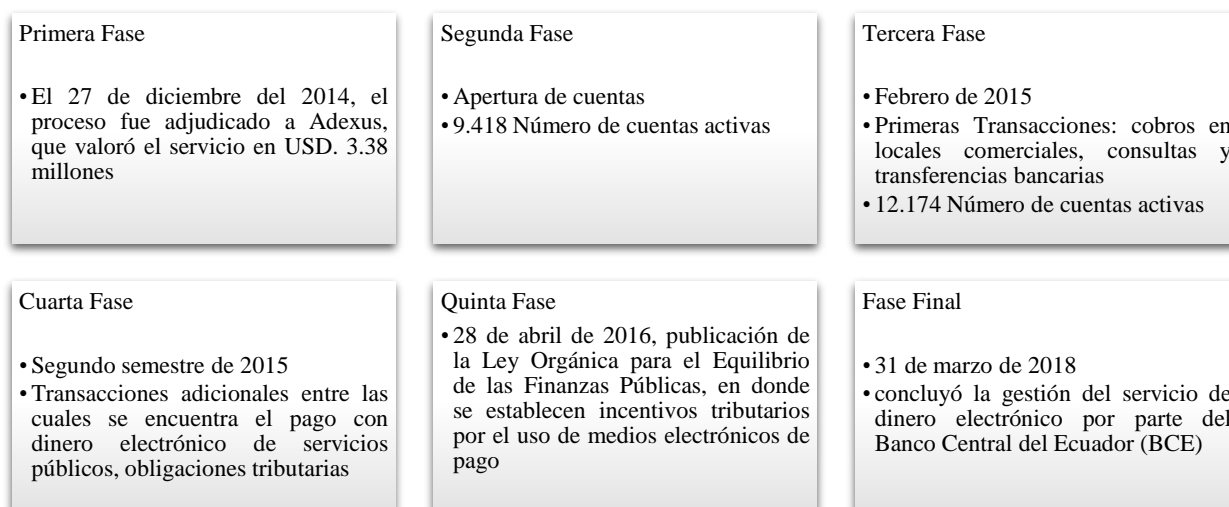 Primera Fase
• El 27 de diciembre del 2014, el
proceso fue adjudicado a Adexus,
que valoró el servicio en USD. 3.38
millones
Segunda Fase
• Apertura de cuentas
• 9.418 Número de cuentas activas
Tercera Fase
• Febrero de 2015
• Primeras Transacciones: cobros en
locales comerciales, consultas y
transferencias bancarias
• 12.174 Número de cuentas activas
Cuarta Fase
• Segundo semestre de 2015
• Transacciones adicionales entre las
cuales se encuentra el pago con
dinero electrónico de servicios
públicos, obligaciones tributarias
Quinta Fase
• 28 de abril de 2016, publicación de
la Ley Orgánica para el Equilibrio
de las Finanzas Públicas, en donde
se establecen incentivos tributarios
por el uso de medios electrónicos de
pago
Fase Final
• 31 de marzo de 2018
• concluyó la gestión del servicio de
dinero electrónico por parte del
Banco Central del Ecuador (BCE)